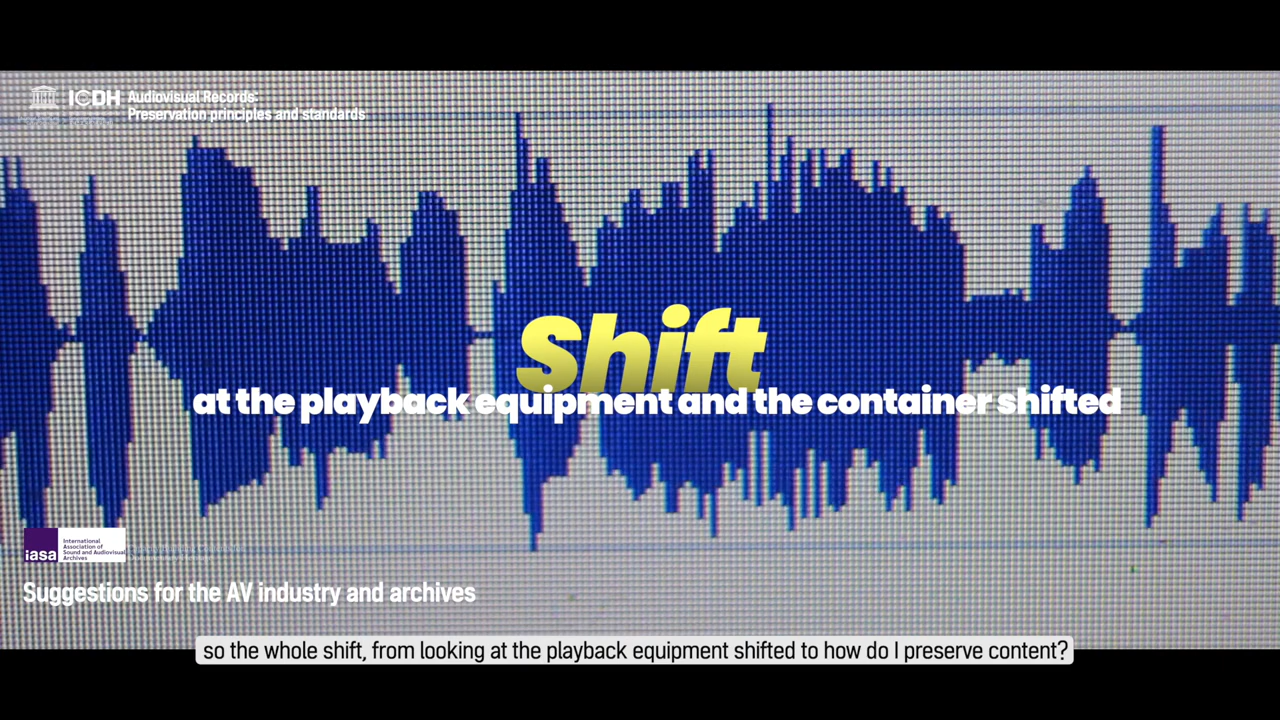 ICDH
Audiovisual Records:
Preservation principles and standards
Shift
at the playback equipment and the container shifted
iasa
International
Association of
Sound and Audiovisual
Archives
Suggestions for the AV industry and archives
so the whole shift, from looking at the playback equipment shifted to how do I preserve content?